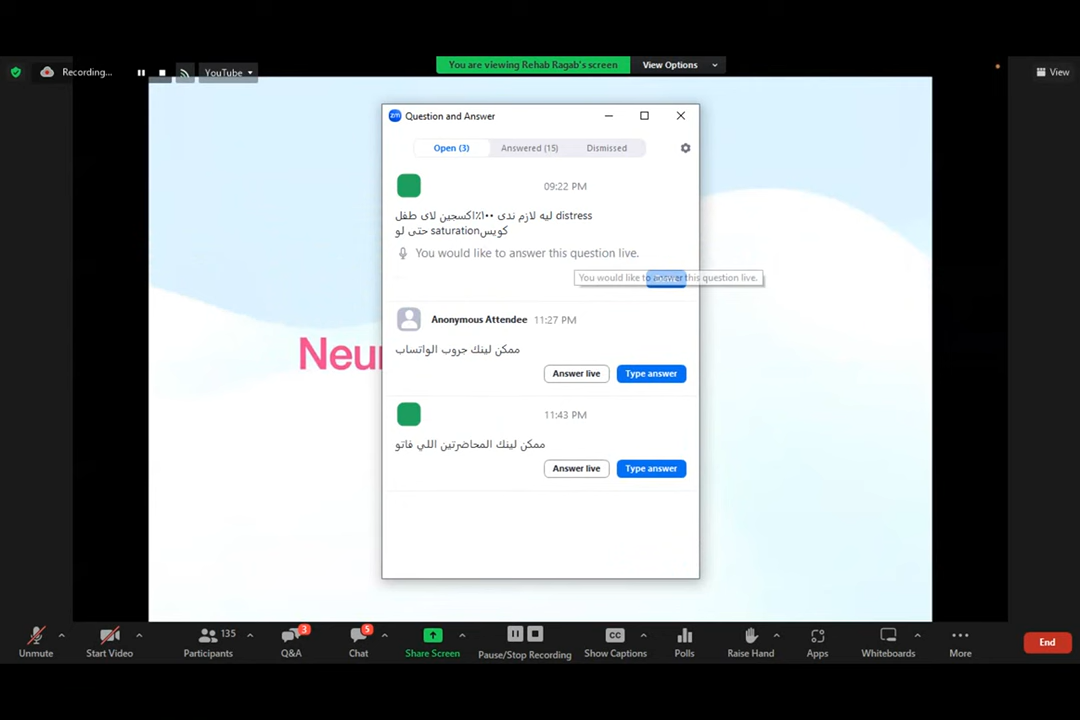 Recording...
YouTube
You are viewing Rehab Ragab's screen
View Options
View
zm Question and Answer
Open (3)
Answered (15)
Dismissed
09:22 PM
ليه لازم ندى ١٠٠٪اكسجين لاى طفل distress
حتى لو saturationكويس
You would like to answer this question live.
You would like to answer this question live.
Neu
Anonymous Attendee 11:27 PM
ممكن لينك جروب الواتساب
Answer live
Type answer
11:43 PM
ممكن لينك المحاضرتين اللي فاتو
Answer live
Type answer
Unmute
Start Video
135
Participants
3
Q&A
5
Chat
Share Screen
Pause/Stop Recording
CC
Show Captions
Polls
Raise Hand
Apps
Whiteboards
More
End